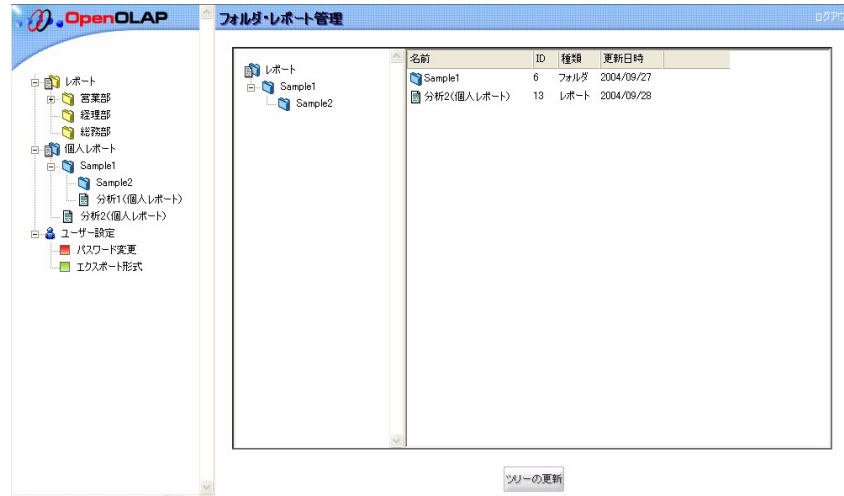 OpenOLAP
フォルダ・レポート管理
レポート
営業部
経理部
総務部
個人レポート
Sample1
Sample2
分析1(個人レポート)
分析2(個人レポート)
ユーザー設定
パスワード変更
エクスポート形式
レポート
Sample1
Sample2
名前 ID 種類 更新日時
Sample1 6 フォルダ 2004/09/27
分析2(個人レポート) 13 レポート 2004/09/28
ツリーの更新